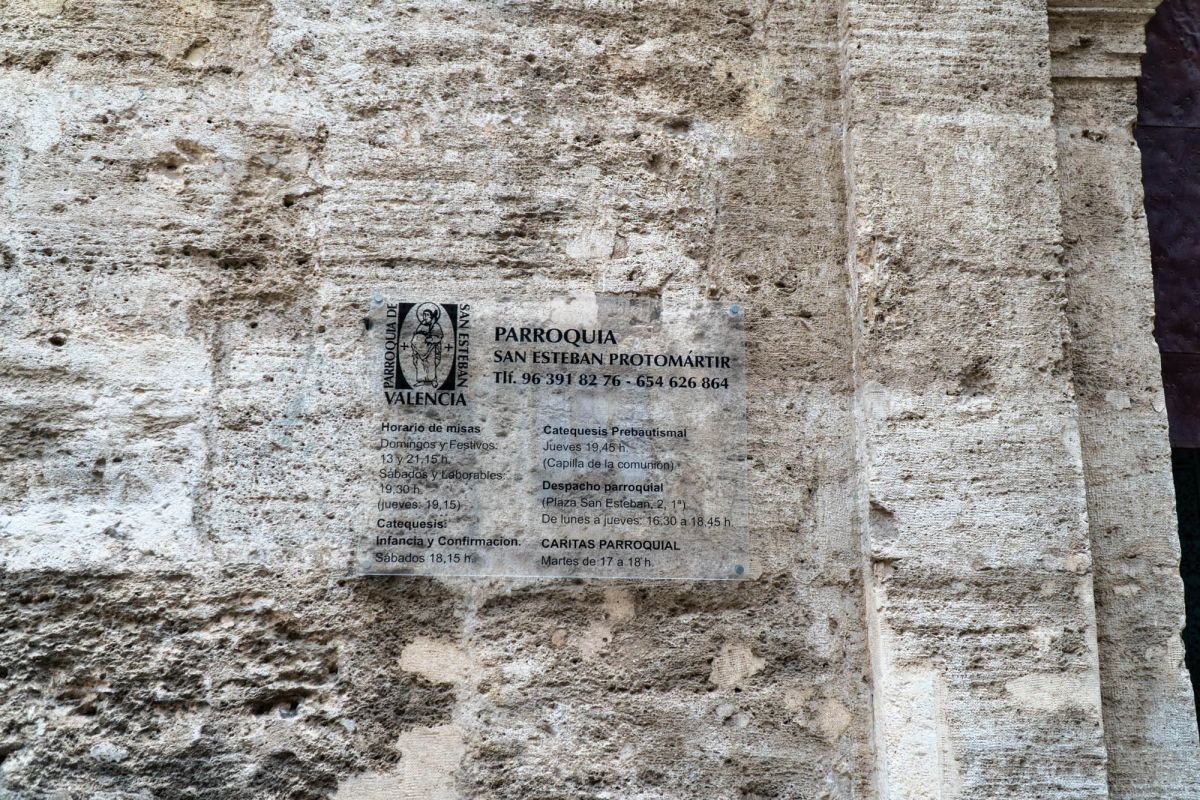 PARROQUIA DE
SAN ESTEBAN
VALENCIA
PARROQUIA
SAN ESTEBAN PROTOMÁRTIR
Tlf. 96 391 82 76 - 654 626 864
Horario de misas
Domingos y Festivos:
13 y 21,15 h.
Sábados y Laborables:
19,30 h.
(jueves: 19,15)
Catequesis:
Infancia y Confirmacion.
Sábados 18,15 h.
Catequesis Prebautismal
Jueves 19,45 h.
(Capilla de la comunión)
Despacho parroquial
(Plaza San Esteban, 2, 1ª)
De lunes a jueves: 16.30 a 18.45 h.
CARITAS PARROQUIAL
Martes de 17 a 18 h.